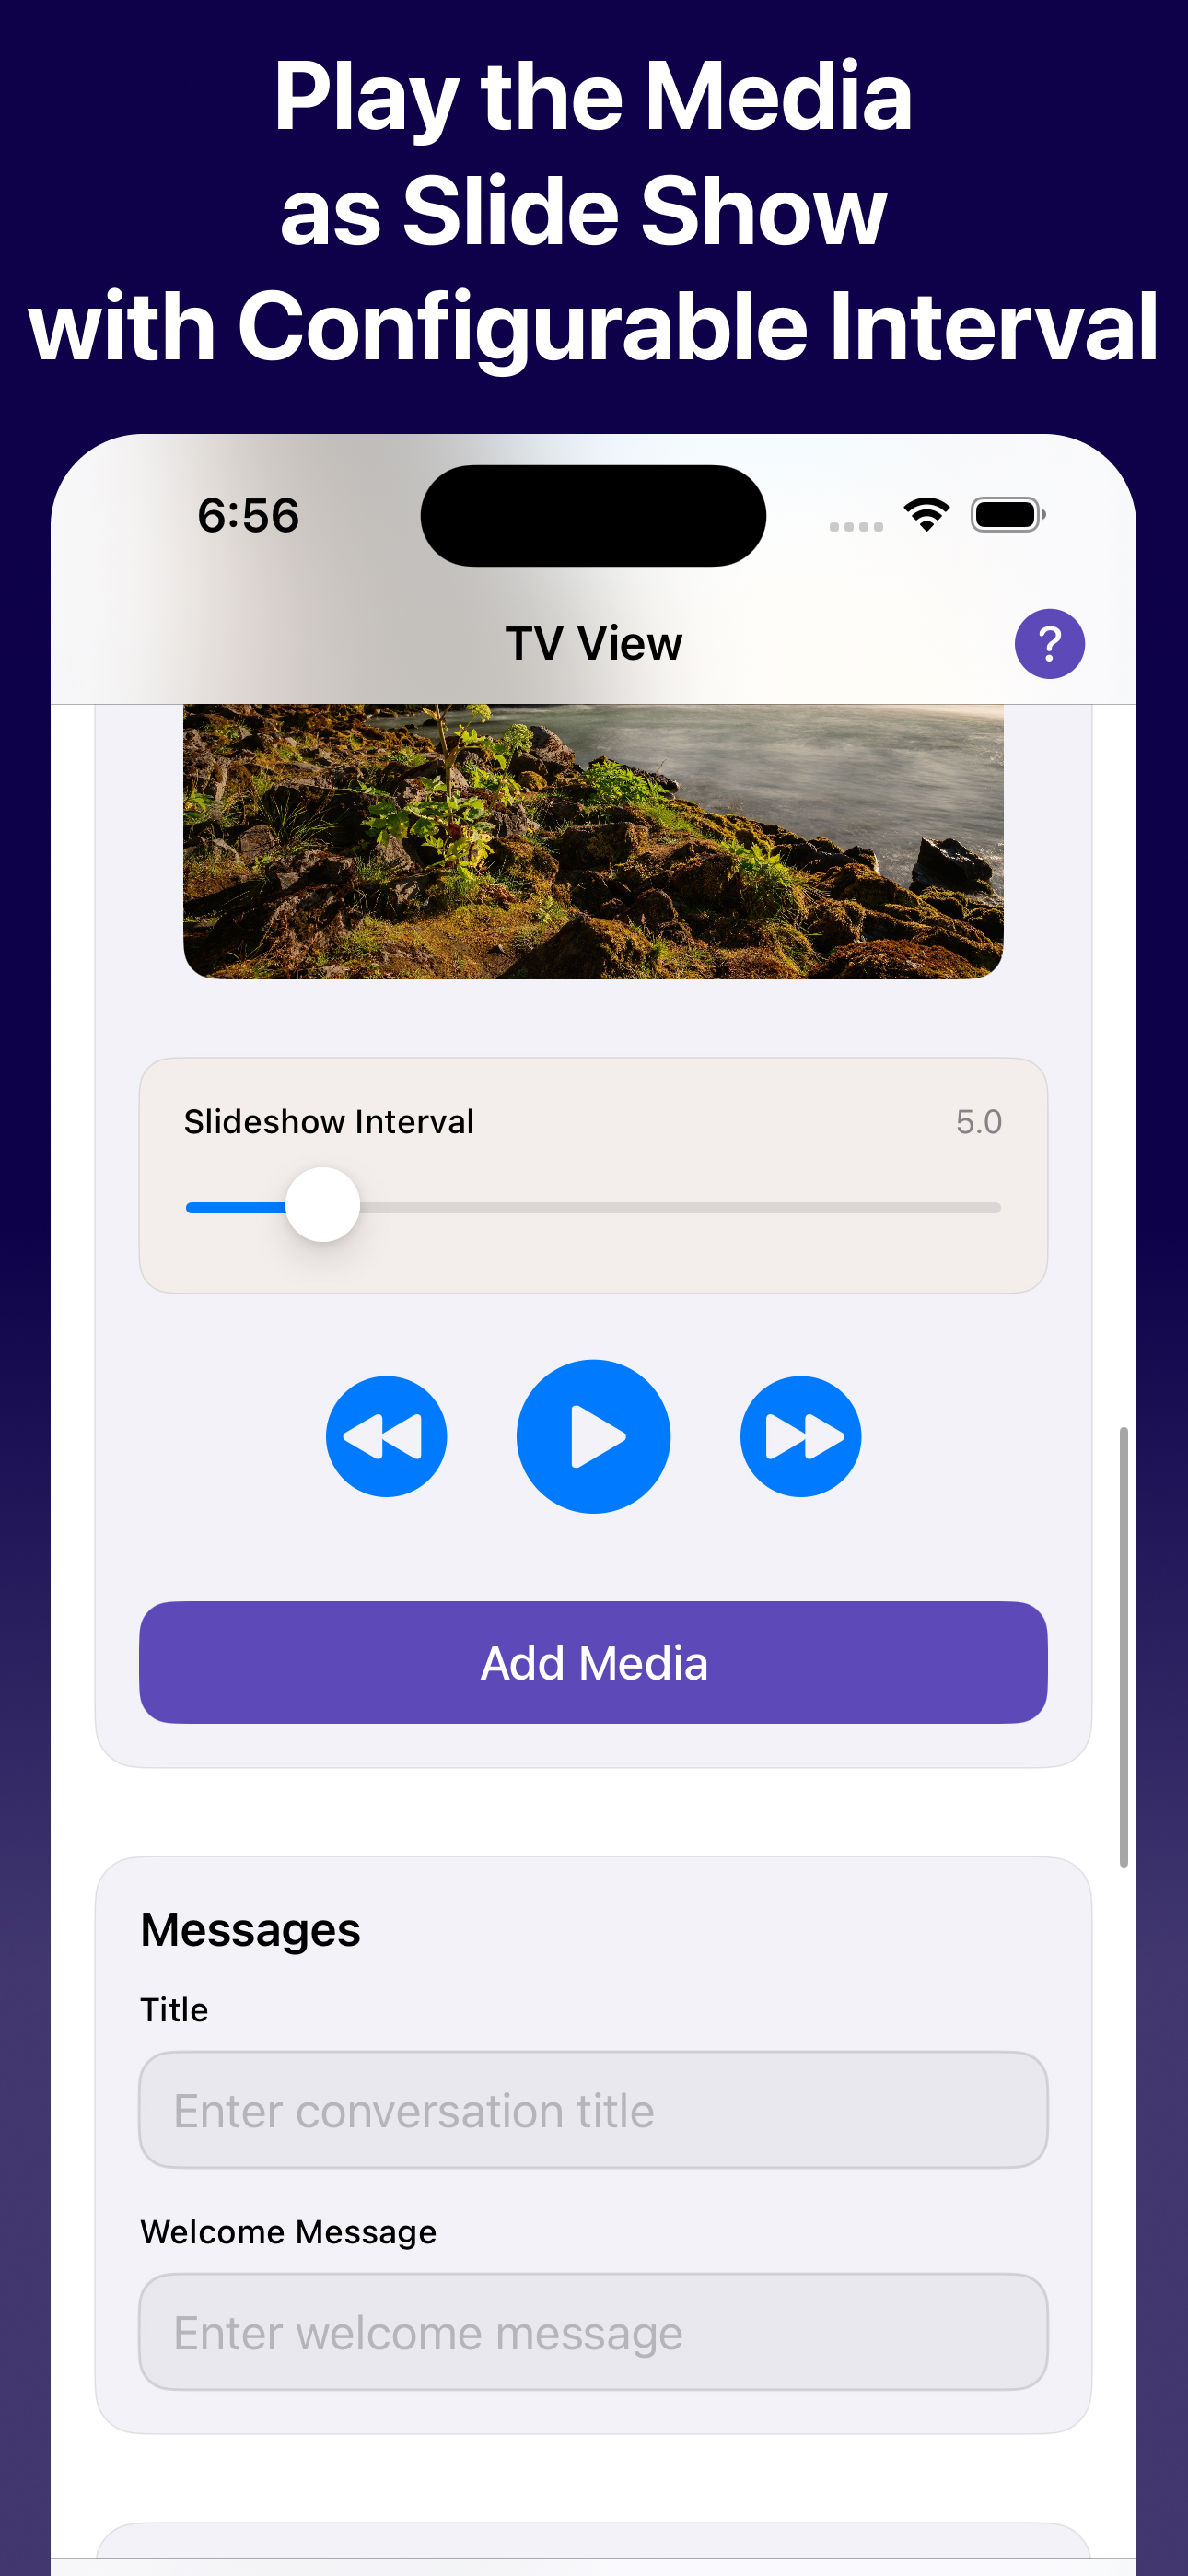 Play the Media
as Slide Show
with Configurable Interval
6:56
TV View
?
Slideshow Interval
5.0
Add Media
Messages
Title
Enter conversation title
Welcome Message
Enter welcome message